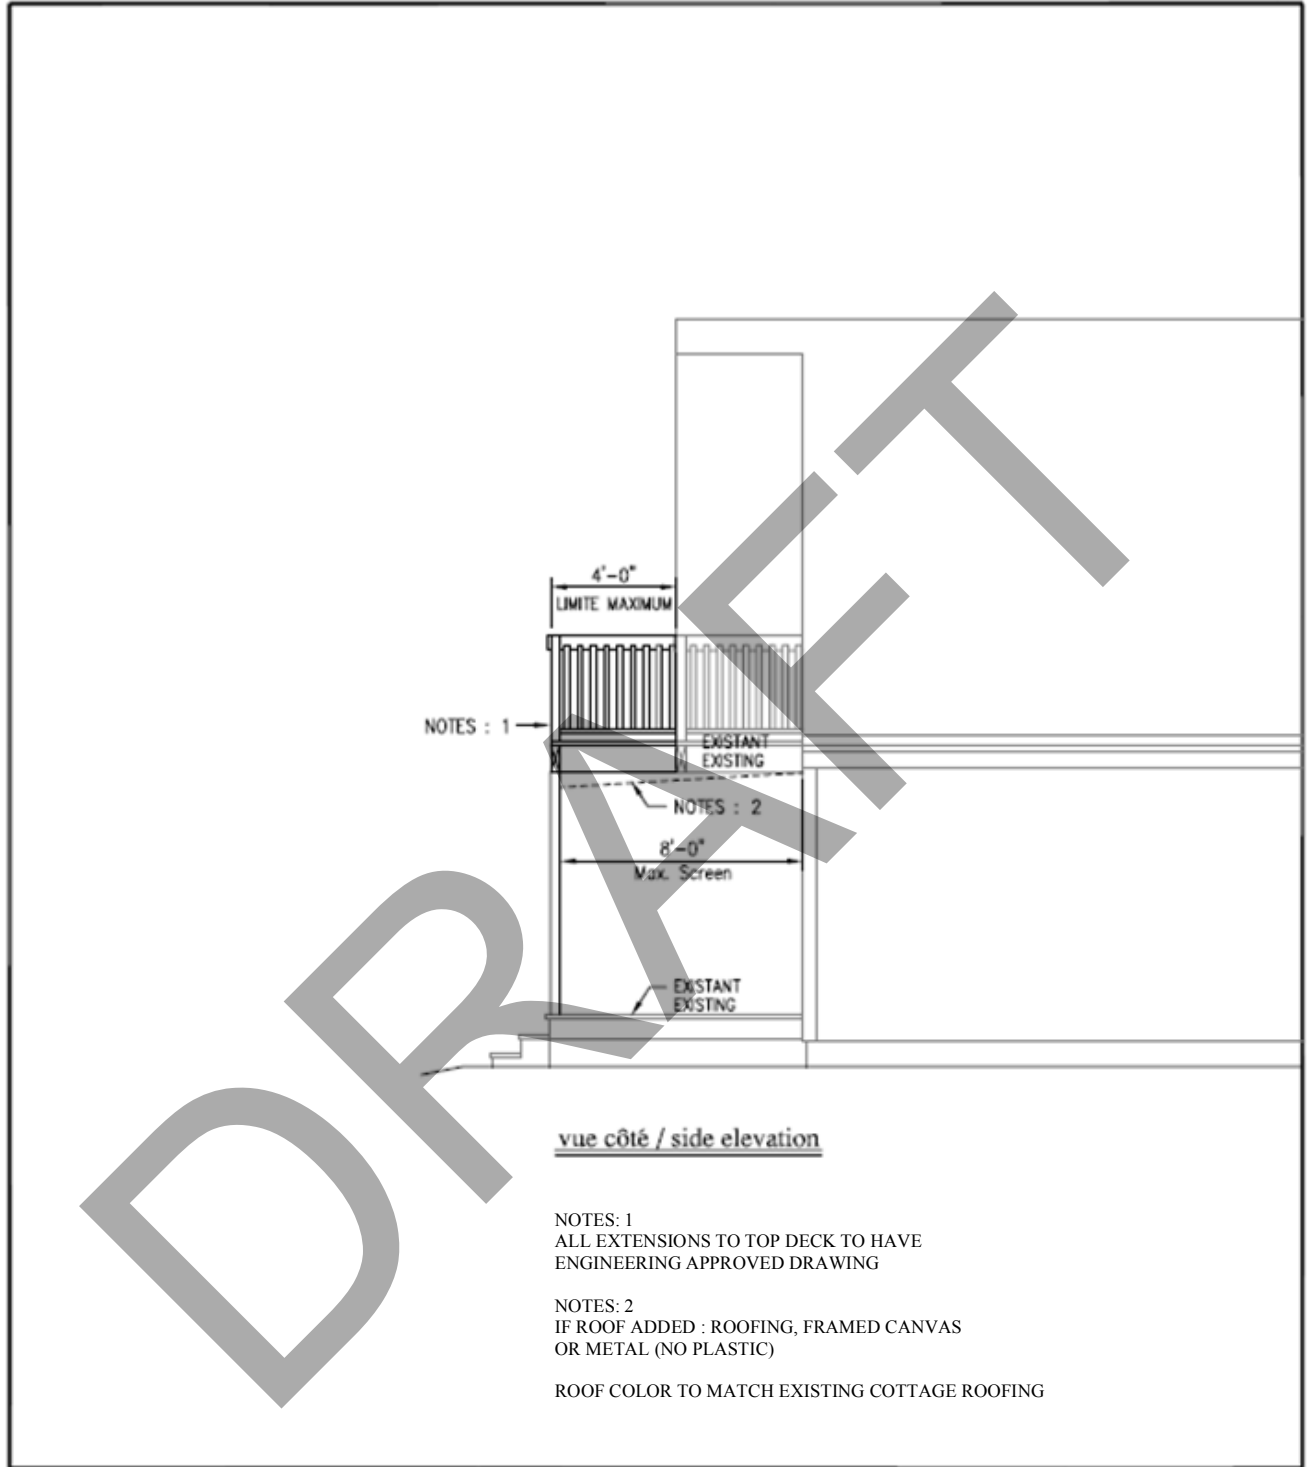 4'-0"
LIMITE MAXIMUM
NOTES : 1
EXISTANT
EXISTING
NOTES : 2
8'-0"
Max. Screen
EXISTANT
EXISTING
DRAFT
vue côté / side elevation
NOTES: 1
ALL EXTENSIONS TO TOP DECK TO HAVE
ENGINEERING APPROVED DRAWING
NOTES: 2
IF ROOF ADDED : ROOFING, FRAMED CANVAS
OR METAL (NO PLASTIC)
ROOF COLOR TO MATCH EXISTING COTTAGE ROOFING